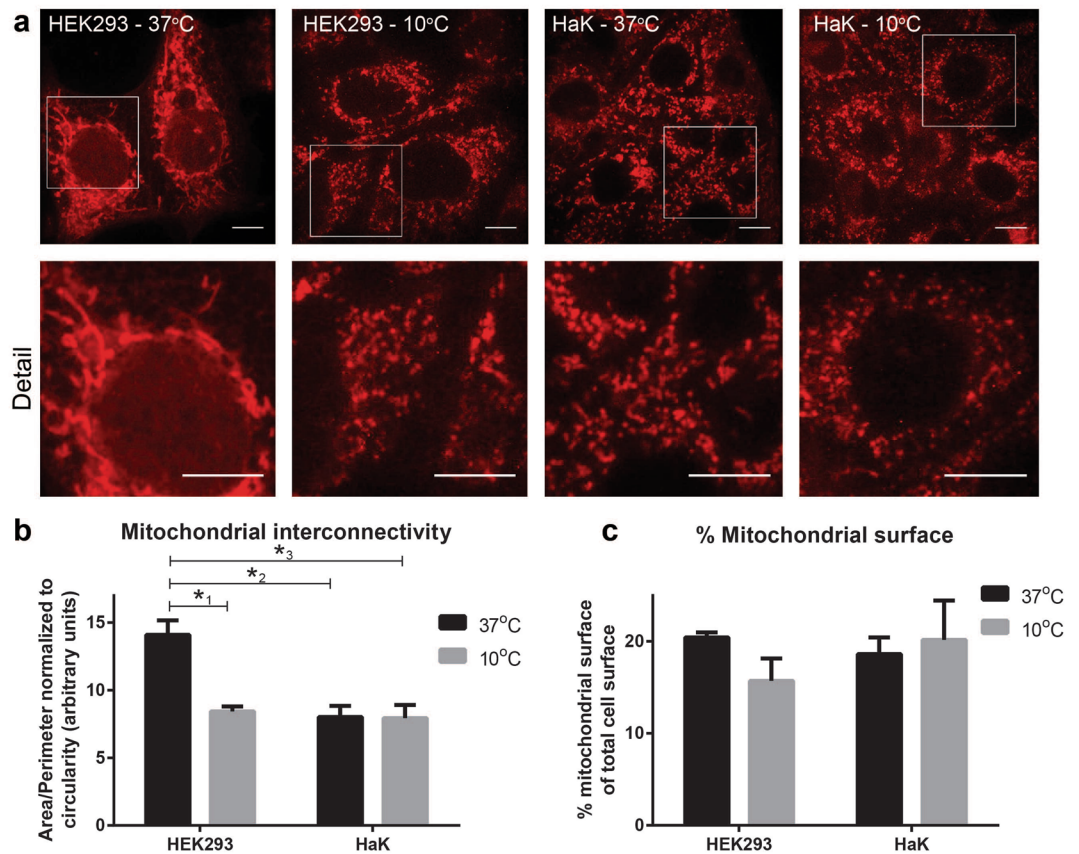 a
HEK293 - 37°C
HEK293 - 10°C
HaK - 37°C
HaK - 10°C
Detail
b
Mitochondrial interconnectivity
*3
*2
*1
Area/Perimeter normalized to
circularity (arbitrary units)
15
10
5
0
HEK293
HaK
37°C
10°C
c
% Mitochondrial surface
% mitochondrial surface
of total cell surface
20
10
0
HEK293
HaK
37°C
10°C